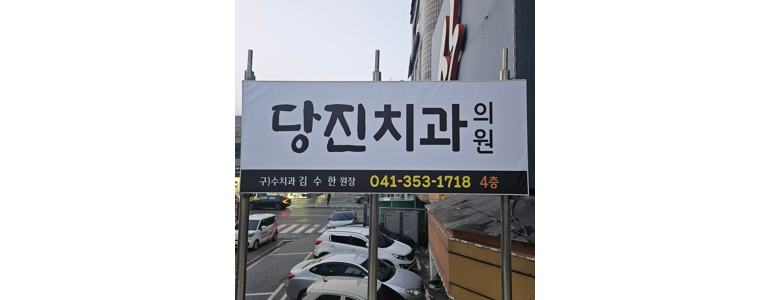 당진치과의원
구)수치과 김 수 한 원장 041-353-1718 4층